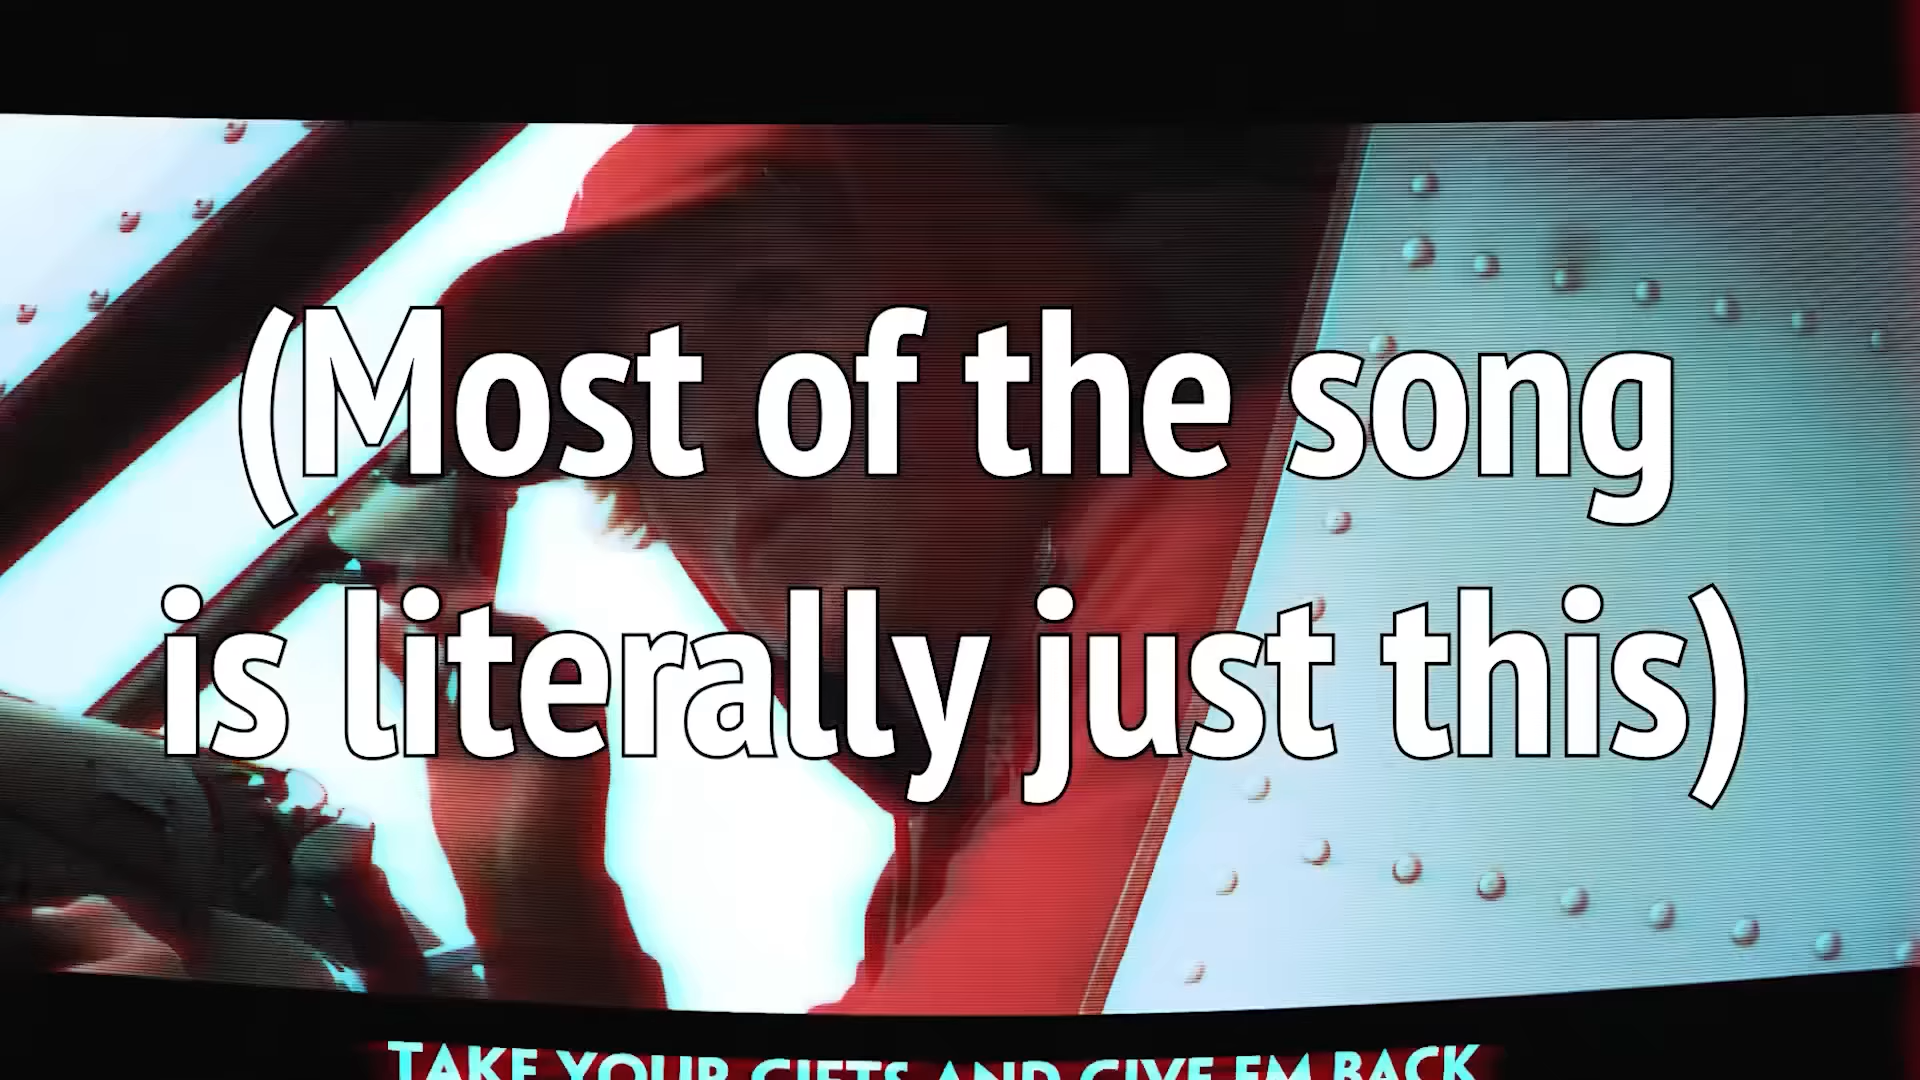 (Most of the song
is literally just this)
TAKE YOUR GIFTS AND GIVE EM BACK